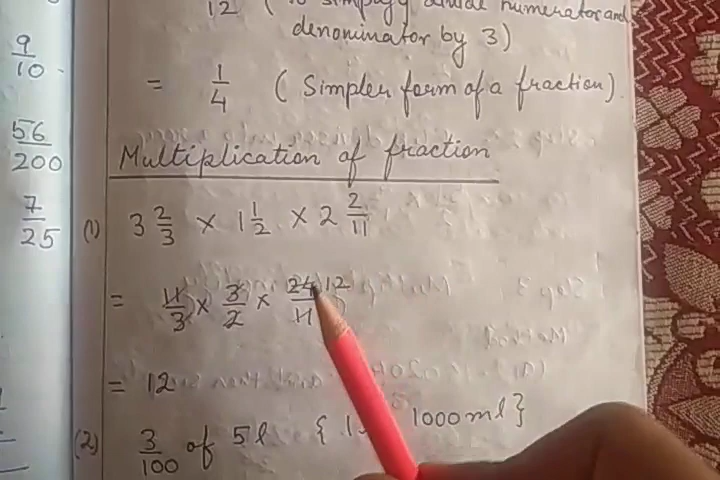 9/10
56/200
7/25
12 ( to simplify divide numerator and
denominator by 3)
= 1/4 ( Simpler form of a fraction).
Multiplication of fraction
(1) 3 2/3 × 1 1/2 × 2 2/11
= 11/3 × 3/2 × 24/11 12
= 12
(2) 3/100 of 5l { 1 1000 ml }